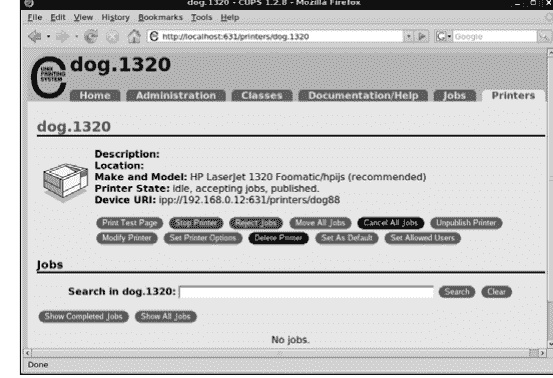 dog.1320 - CUPS 1.2.8 - Mozilla Firefox
File Edit View History Bookmarks Tools Help
http://localhost:631/printers/dog.1320 Google
UNIX PRINTING SYSTEM
dog.1320
Home Administration Classes Documentation/Help Jobs Printers
dog.1320
Description:
Location:
Make and Model: HP LaserJet 1320 Foomatic/hpijs (recommended)
Printer State: idle, accepting jobs, published.
Device URI: ipp://192.168.0.12:631/printers/dog88
Print Test Page Stop Printer Reject Jobs Move All Jobs Cancel All Jobs Unpublish Printer
Modify Printer Set Printer Options Delete Printer Set As Default Set Allowed Users
Jobs
Search in dog.1320: Search Clear
Show Completed Jobs Show All Jobs
No jobs.
Done